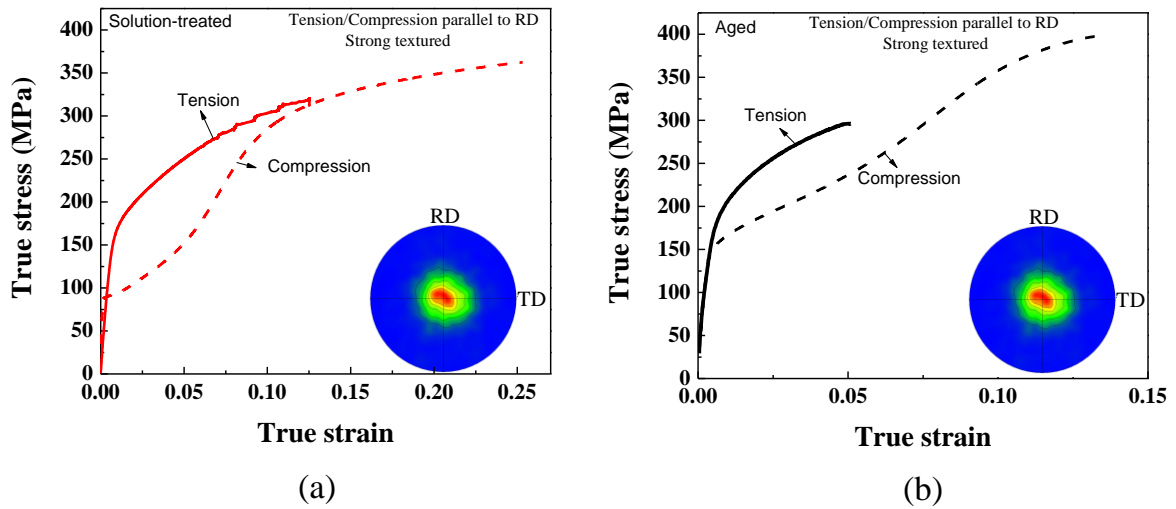 Solution-treated
Tension/Compression parallel to RD
Strong textured
True stress (MPa)
400
350
300
250
200
150
100
50
0
Tension
Compression
RD
TD
0.00 0.05 0.10 0.15 0.20 0.25
True strain
(a)
Aged
Tension/Compression parallel to RD
Strong textured
True stress (MPa)
400
350
300
250
200
150
100
50
0
Tension
Compression
RD
TD
0.00 0.05 0.10 0.15
True strain
(b)